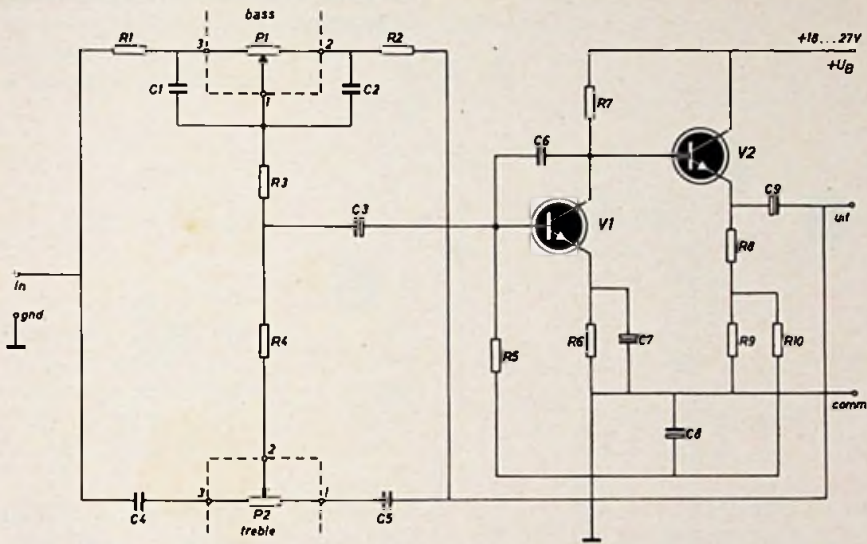 bass
+18...27V
+UB
R1
3
P1
2
R2
C1
1
C2
R7
C6
V2
R3
C3
V1
C9
uit
R8
in
gnd
R4
R5
R6
C7
R9
R10
comm
C8
2
3
P2
1
C4
treble
C5